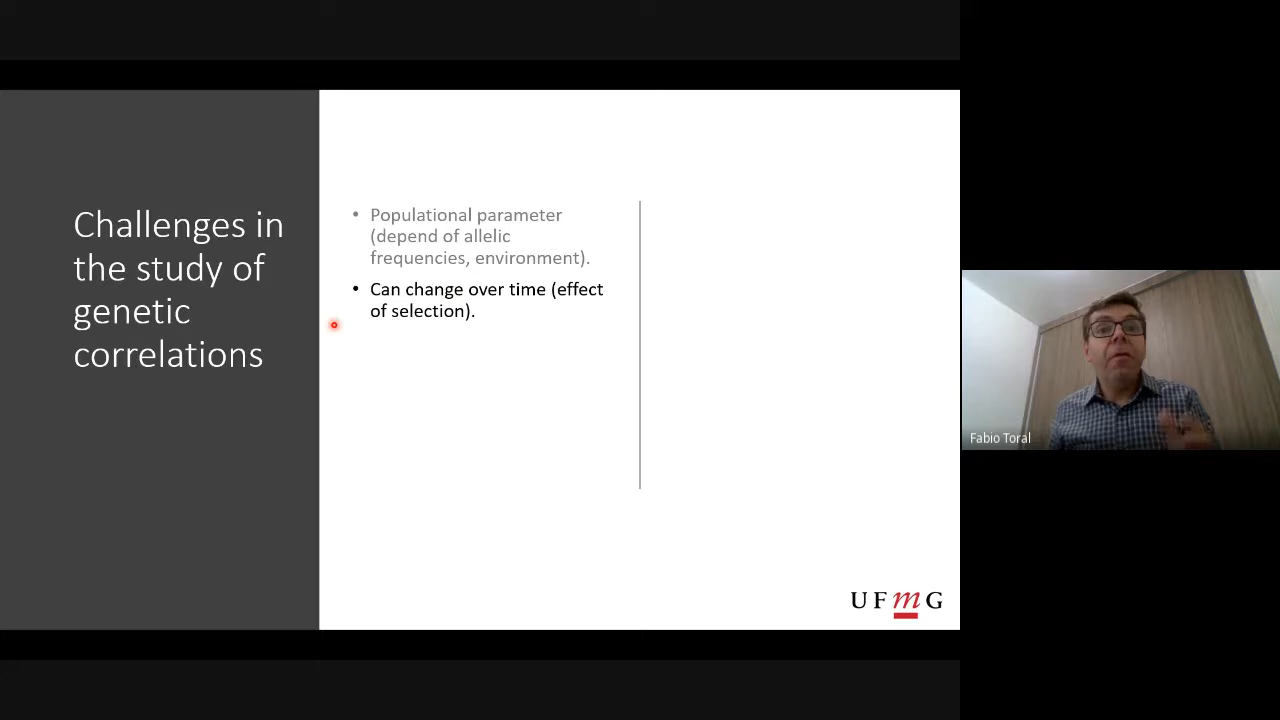 Challenges in
the study of
genetic
correlations
• Populational parameter
(depend of allelic
frequencies, environment).
• Can change over time (effect
of selection).
UFmG
Fabio Toral